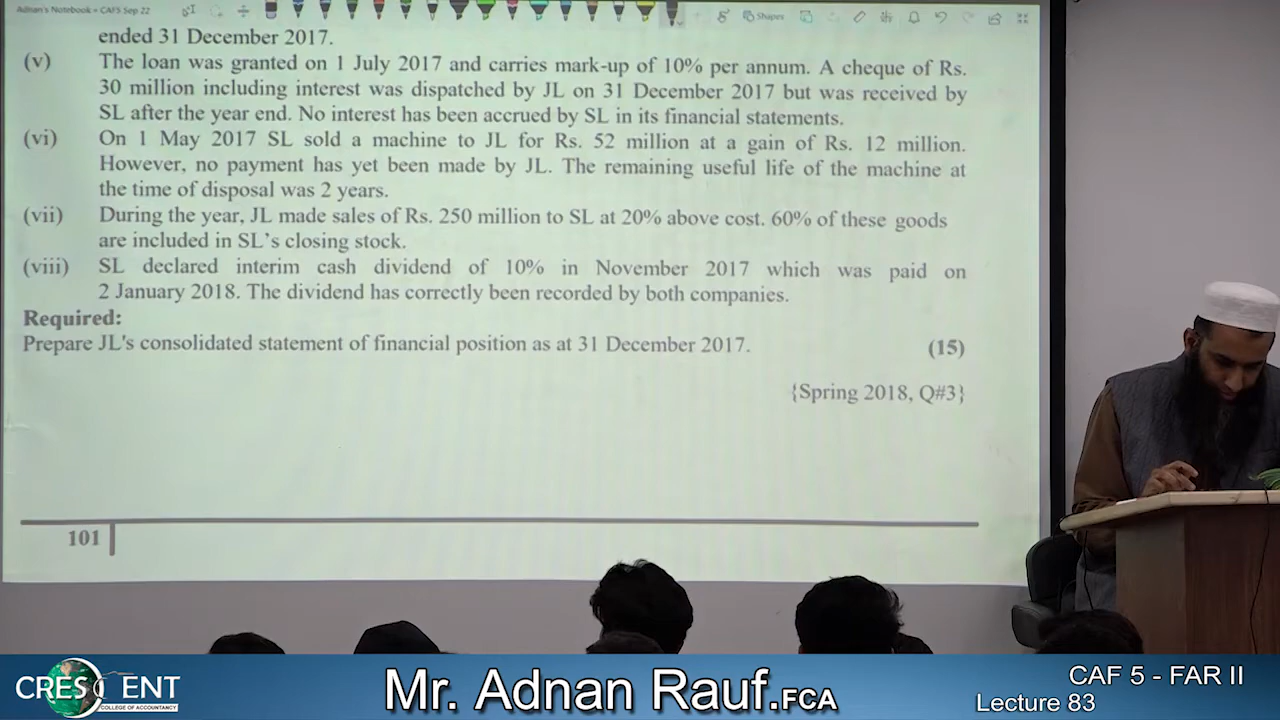 Adnan's Notebook - CAF5 Sep 22
Shapes
ended 31 December 2017.
(v) The loan was granted on 1 July 2017 and carries mark-up of 10% per annum. A cheque of Rs.
30 million including interest was dispatched by JL on 31 December 2017 but was received by
SL after the year end. No interest has been accrued by SL in its financial statements.
(vi) On 1 May 2017 SL sold a machine to JL for Rs. 52 million at a gain of Rs. 12 million.
However, no payment has yet been made by JL. The remaining useful life of the machine at
the time of disposal was 2 years.
(vii) During the year, JL made sales of Rs. 250 million to SL at 20% above cost. 60% of these goods
are included in SL's closing stock.
(viii) SL declared interim cash dividend of 10% in November 2017 which was paid on
2 January 2018. The dividend has correctly been recorded by both companies.
Required:
Prepare JL's consolidated statement of financial position as at 31 December 2017. (15)
{Spring 2018, Q#3}
101
CRESCENT
COLLEGE OF ACCOUNTANCY
Mr. Adnan Rauf.FCA
CAF 5 - FAR II
Lecture 83